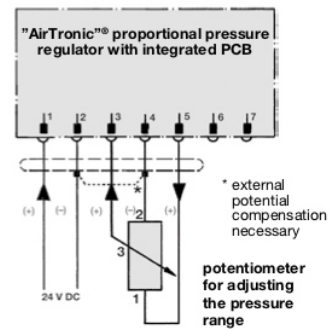 "AirTronic"® proportional pressure
regulator with integrated PCB
1 2 3 4 5 6 7
* external
potential
compensation
necessary
*
(+) (–) (+) (–) (+)
2
3
1
24 V DC
potentiometer
for adjusting
the pressure
range